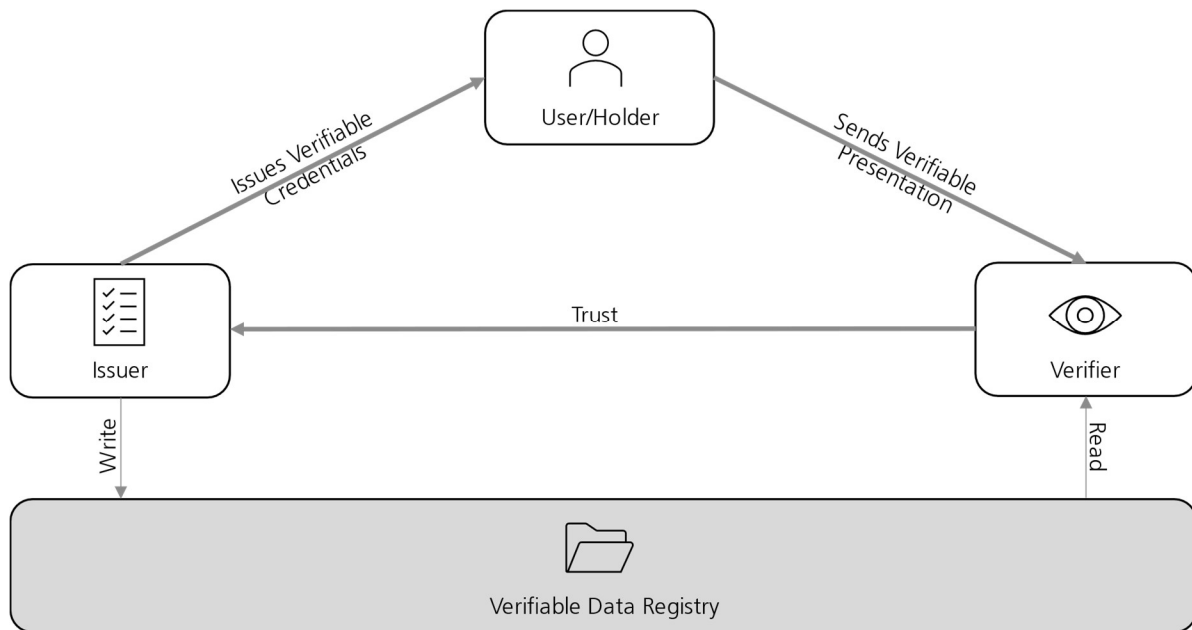 User/Holder
Issues Verifiable
Credentials
Sends Verifiable
Presentation
Issuer
Trust
Verifier
Write
Read
Verifiable Data Registry